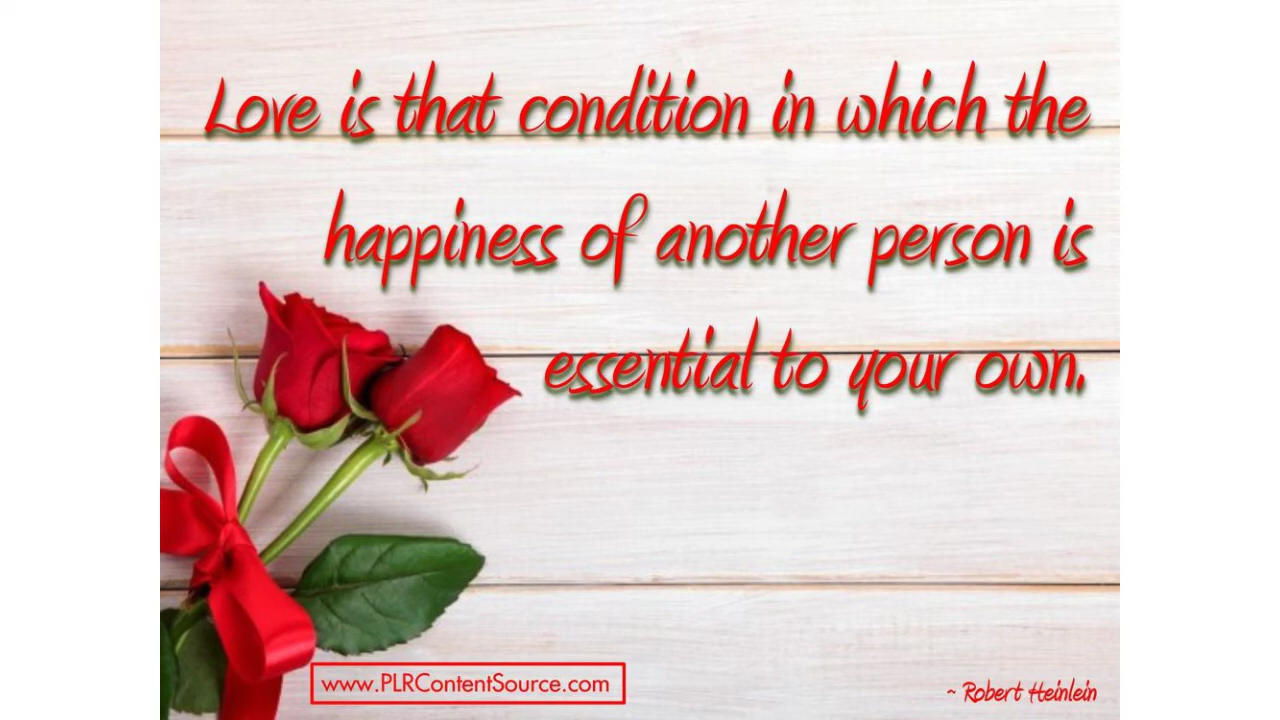 Love is that condition in which the
happiness of another person is
essential to your own.
www.PLRContentSource.com
~ Robert Heinlein